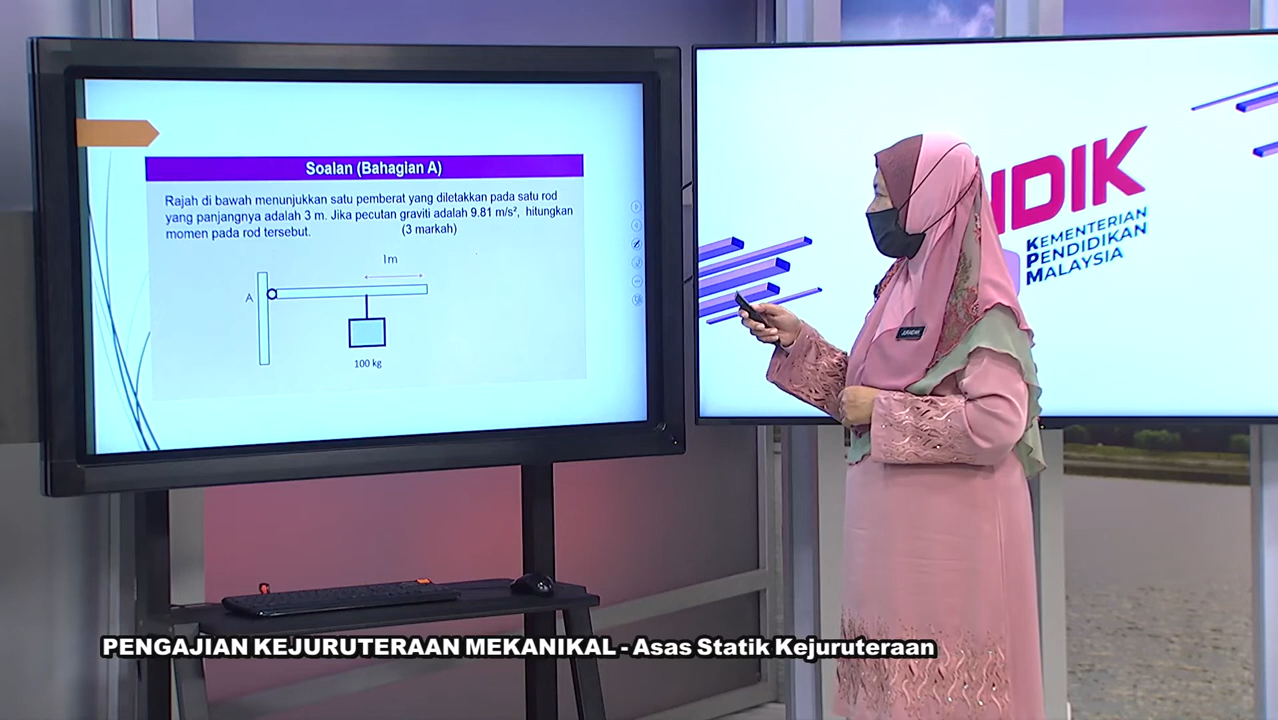 Soalan (Bahagian A)
Rajah di bawah menunjukkan satu pemberat yang diletakkan pada satu rod
yang panjangnya adalah 3 m. Jika pecutan graviti adalah 9.81 m/s², hitungkan
momen pada rod tersebut. (3 markah)
1m
A
100 kg
IDIK
KEMENTERIAN
PENDIDIKAN
MALAYSIA
PENGAJIAN KEJURUTERAAN MEKANIKAL - Asas Statik Kejuruteraan